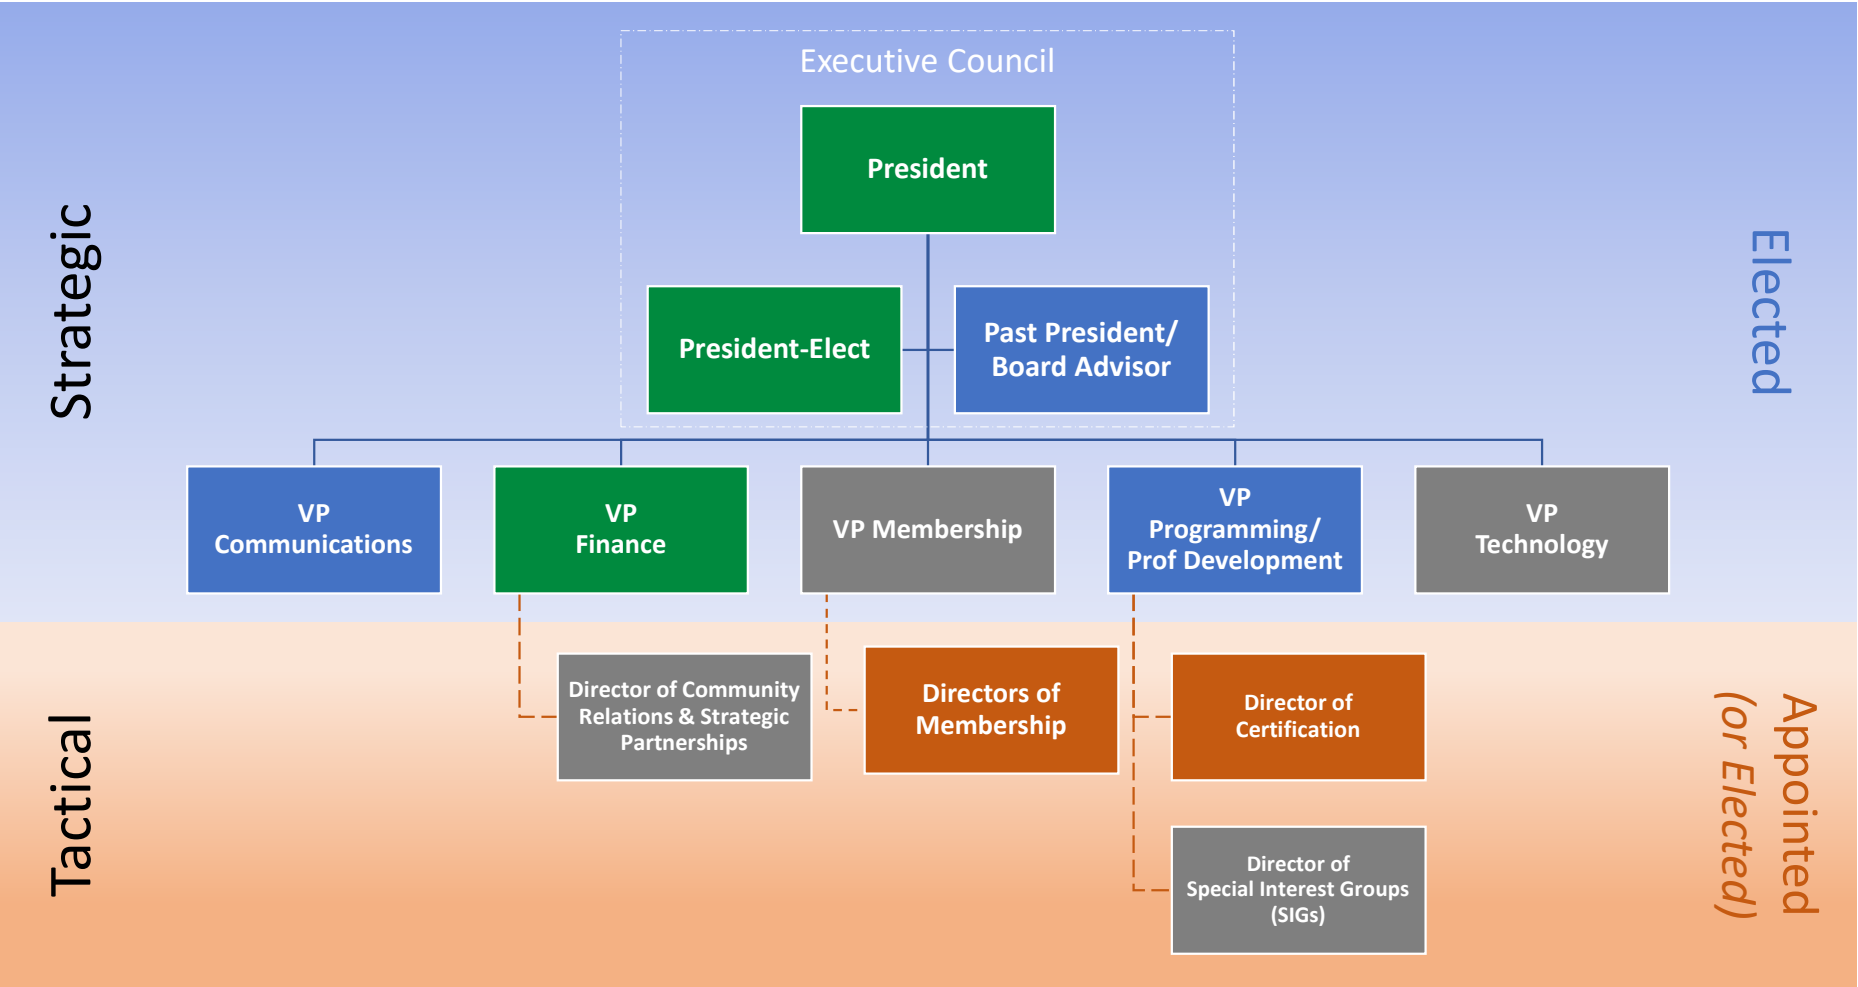 Executive Council
President
President-Elect
Past President/
Board Advisor
Strategic
Elected
VP
Communications
VP
Finance
VP Membership
VP
Programming/
Prof Development
VP
Technology
Director of Community
Relations & Strategic
Partnerships
Directors of
Membership
Director of
Certification
Director of
Special Interest Groups
(SIGs)
Tactical
Appointed
(or Elected)